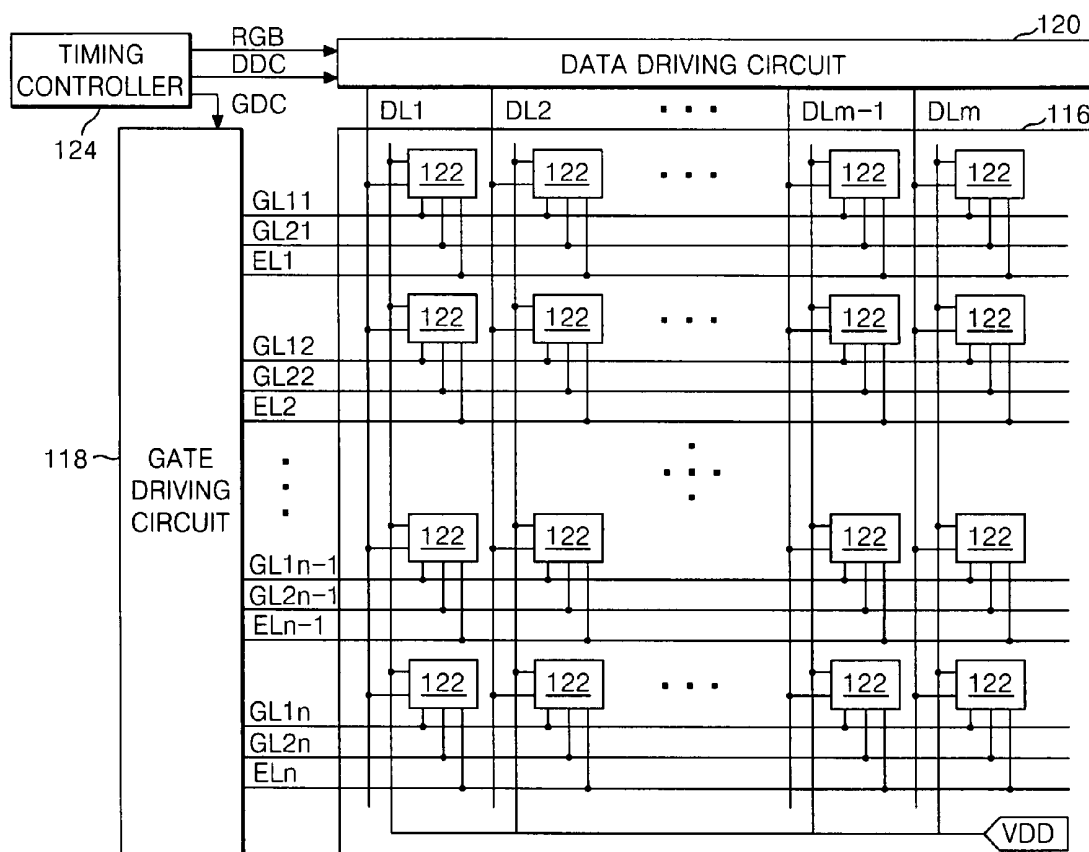 120
TIMING
CONTROLLER
RGB
DDC
GDC
DATA DRIVING CIRCUIT
124
DL1 DL2 DLm-1 DLm
116
122 122 122 122
GL11
GL21
EL1
122 122 122 122
GL12
GL22
EL2
118
GATE
DRIVING
CIRCUIT
122 122 122 122
GL1n-1
GL2n-1
ELn-1
122 122 122 122
GL1n
GL2n
ELn
VDD